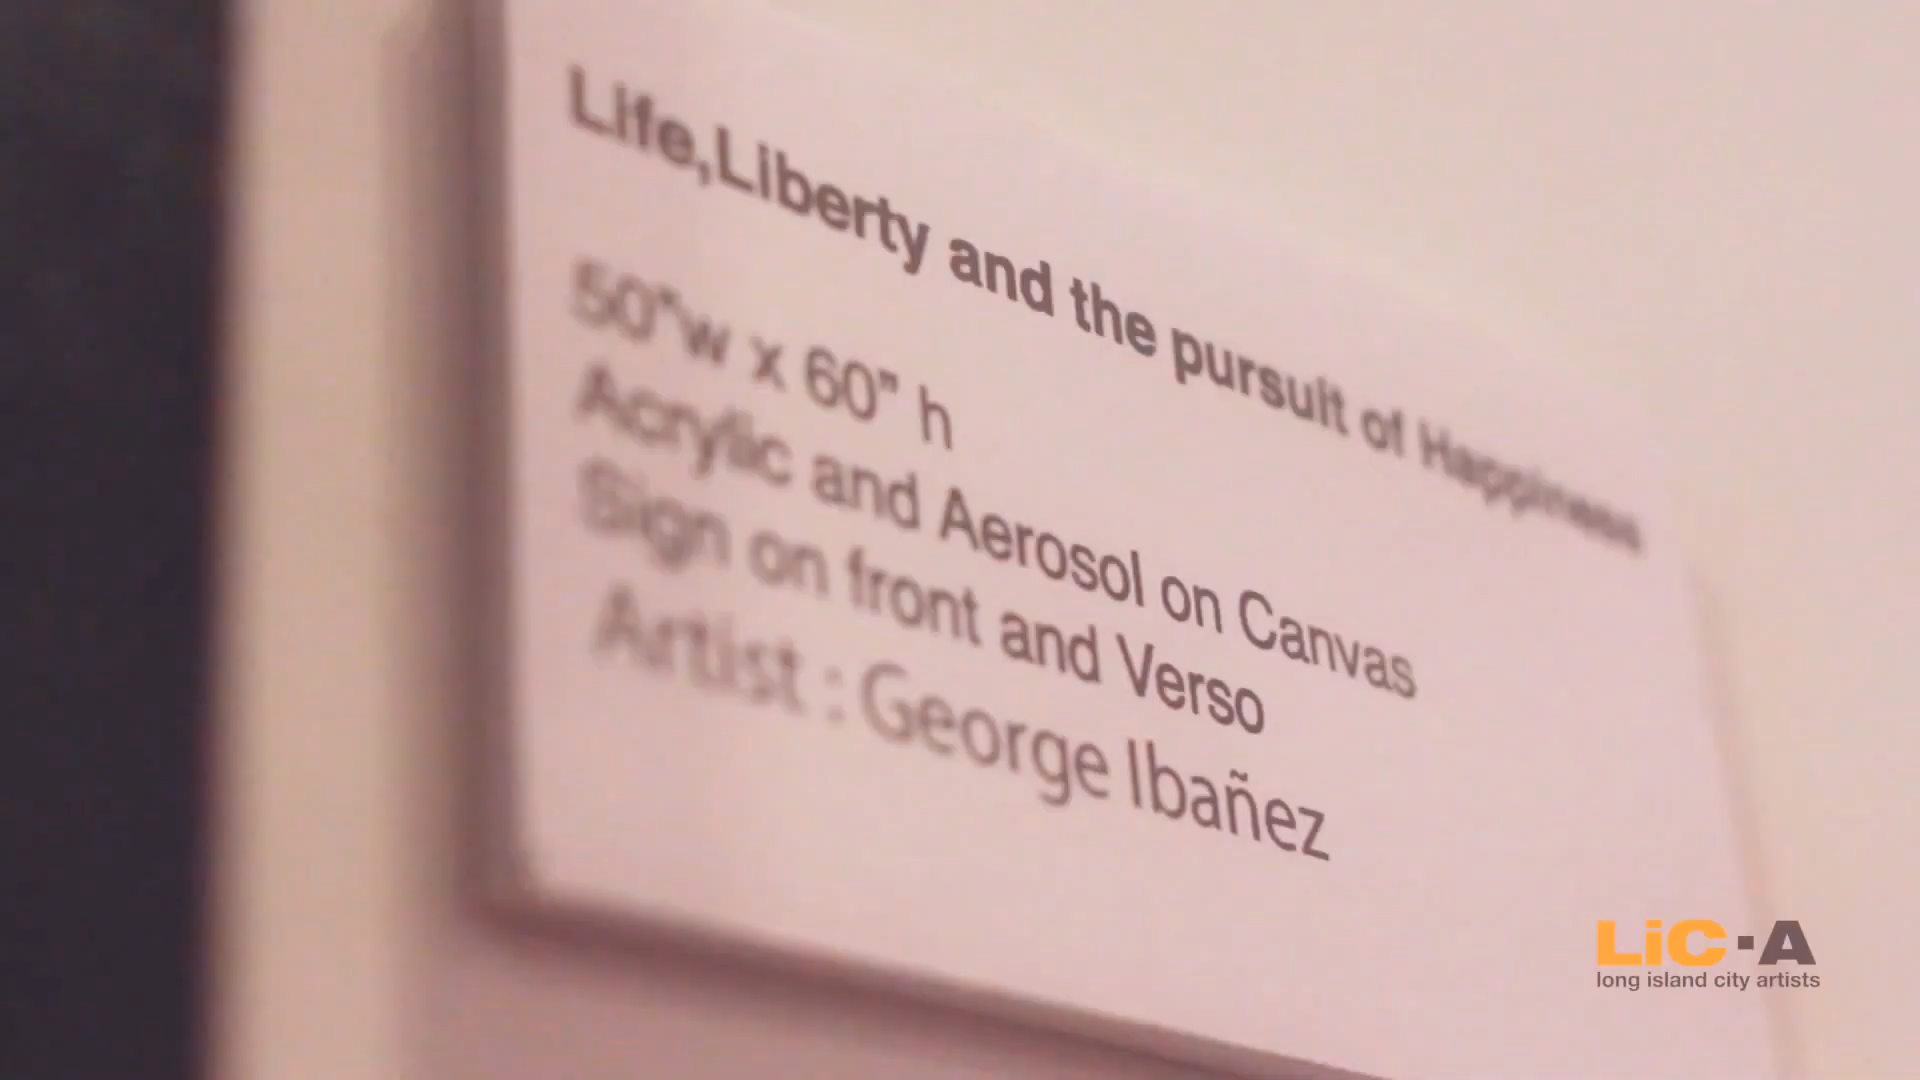 Life,Liberty and the pursuit of Happiness
50"w x 60" h
Acrylic and Aerosol on Canvas
Sign on front and Verso
Artist : George Ibañez
LiC-A
long island city artists